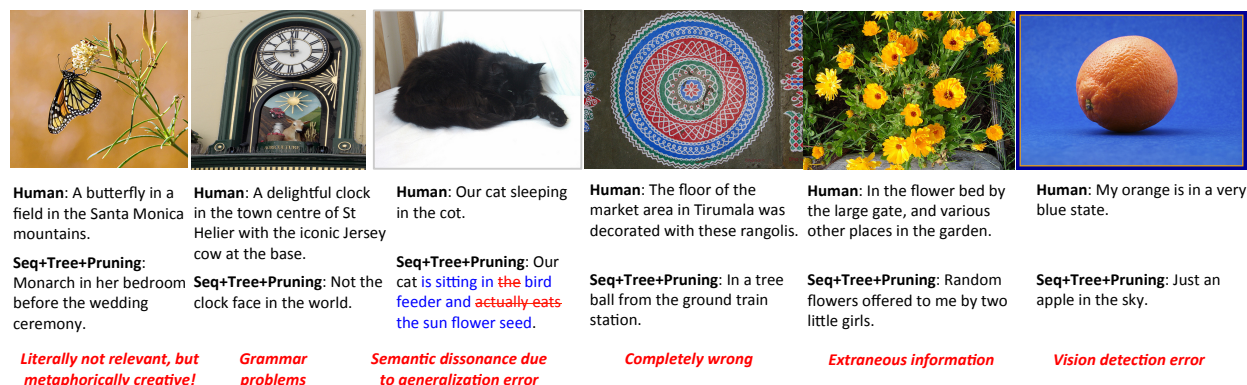 Human: A butterfly in a
field in the Santa Monica
mountains.
Seq+Tree+Pruning:
Monarch in her bedroom
before the wedding
ceremony.
Literally not relevant, but
metaphorically creative!
Human: A delightful clock
in the town centre of St
Helier with the iconic Jersey
cow at the base.
Seq+Tree+Pruning: Not the
clock face in the world.
Grammar
problems
Human: Our cat sleeping
in the cot.
Seq+Tree+Pruning: Our
cat is sitting in the bird
feeder and actually eats
the sun flower seed.
Semantic dissonance due
to generalization error
Human: The floor of the
market area in Tirumala was
decorated with these rangolis.
Seq+Tree+Pruning: In a tree
ball from the ground train
station.
Completely wrong
Human: In the flower bed by
the large gate, and various
other places in the garden.
Seq+Tree+Pruning: Random
flowers offered to me by two
little girls.
Extraneous information
Human: My orange is in a very
blue state.
Seq+Tree+Pruning: Just an
apple in the sky.
Vision detection error